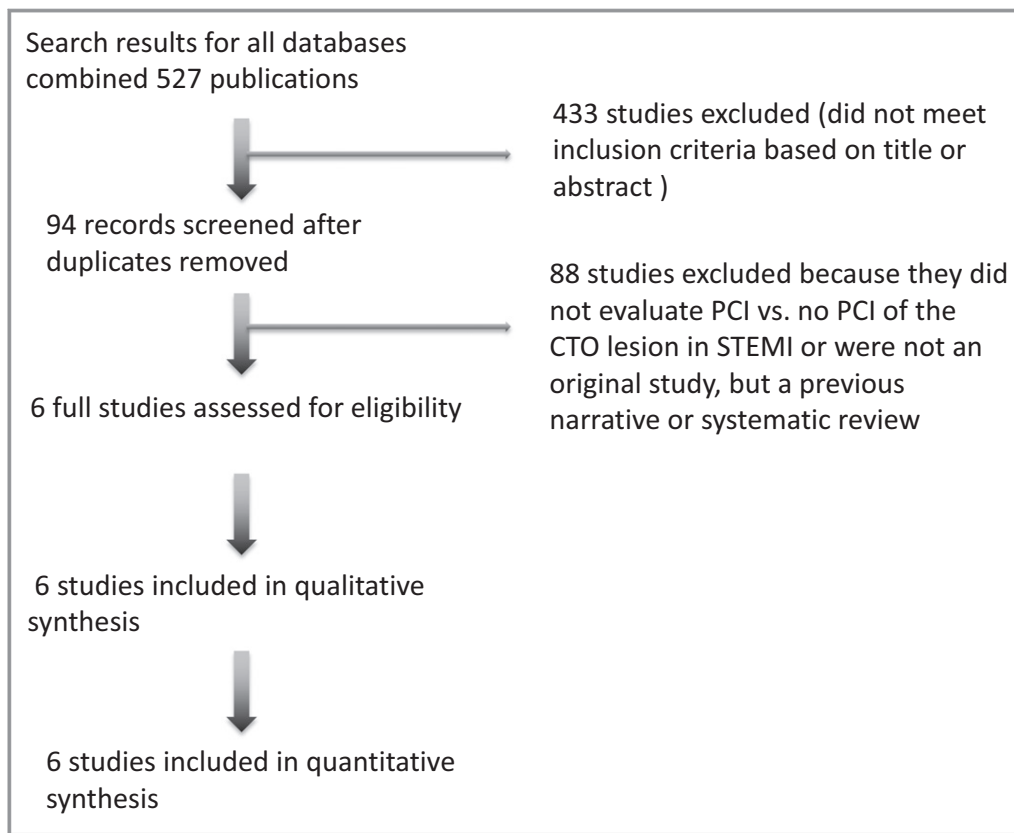 Search results for all databases
combined 527 publications
433 studies excluded (did not meet
inclusion criteria based on title or
abstract )
94 records screened after
duplicates removed
88 studies excluded because they did
not evaluate PCI vs. no PCI of the
CTO lesion in STEMI or were not an
original study, but a previous
narrative or systematic review
6 full studies assessed for eligibility
6 studies included in qualitative
synthesis
6 studies included in quantitative
synthesis